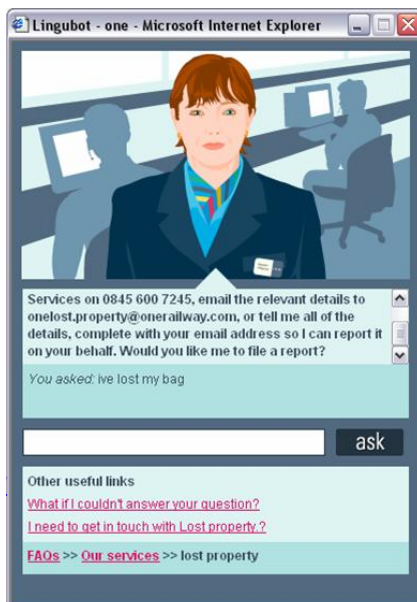 Lingubot - one - Microsoft Internet Explorer
Services on 0845 600 7245, email the relevant details to
onelost.property@onerailway.com, or tell me all of the
details, complete with your email address so I can report it
on your behalf. Would you like me to file a report?
You asked: ive lost my bag
ask
Other useful links
What if I couldn't answer your question?
I need to get in touch with Lost property.?
FAQs >> Our services >> lost property